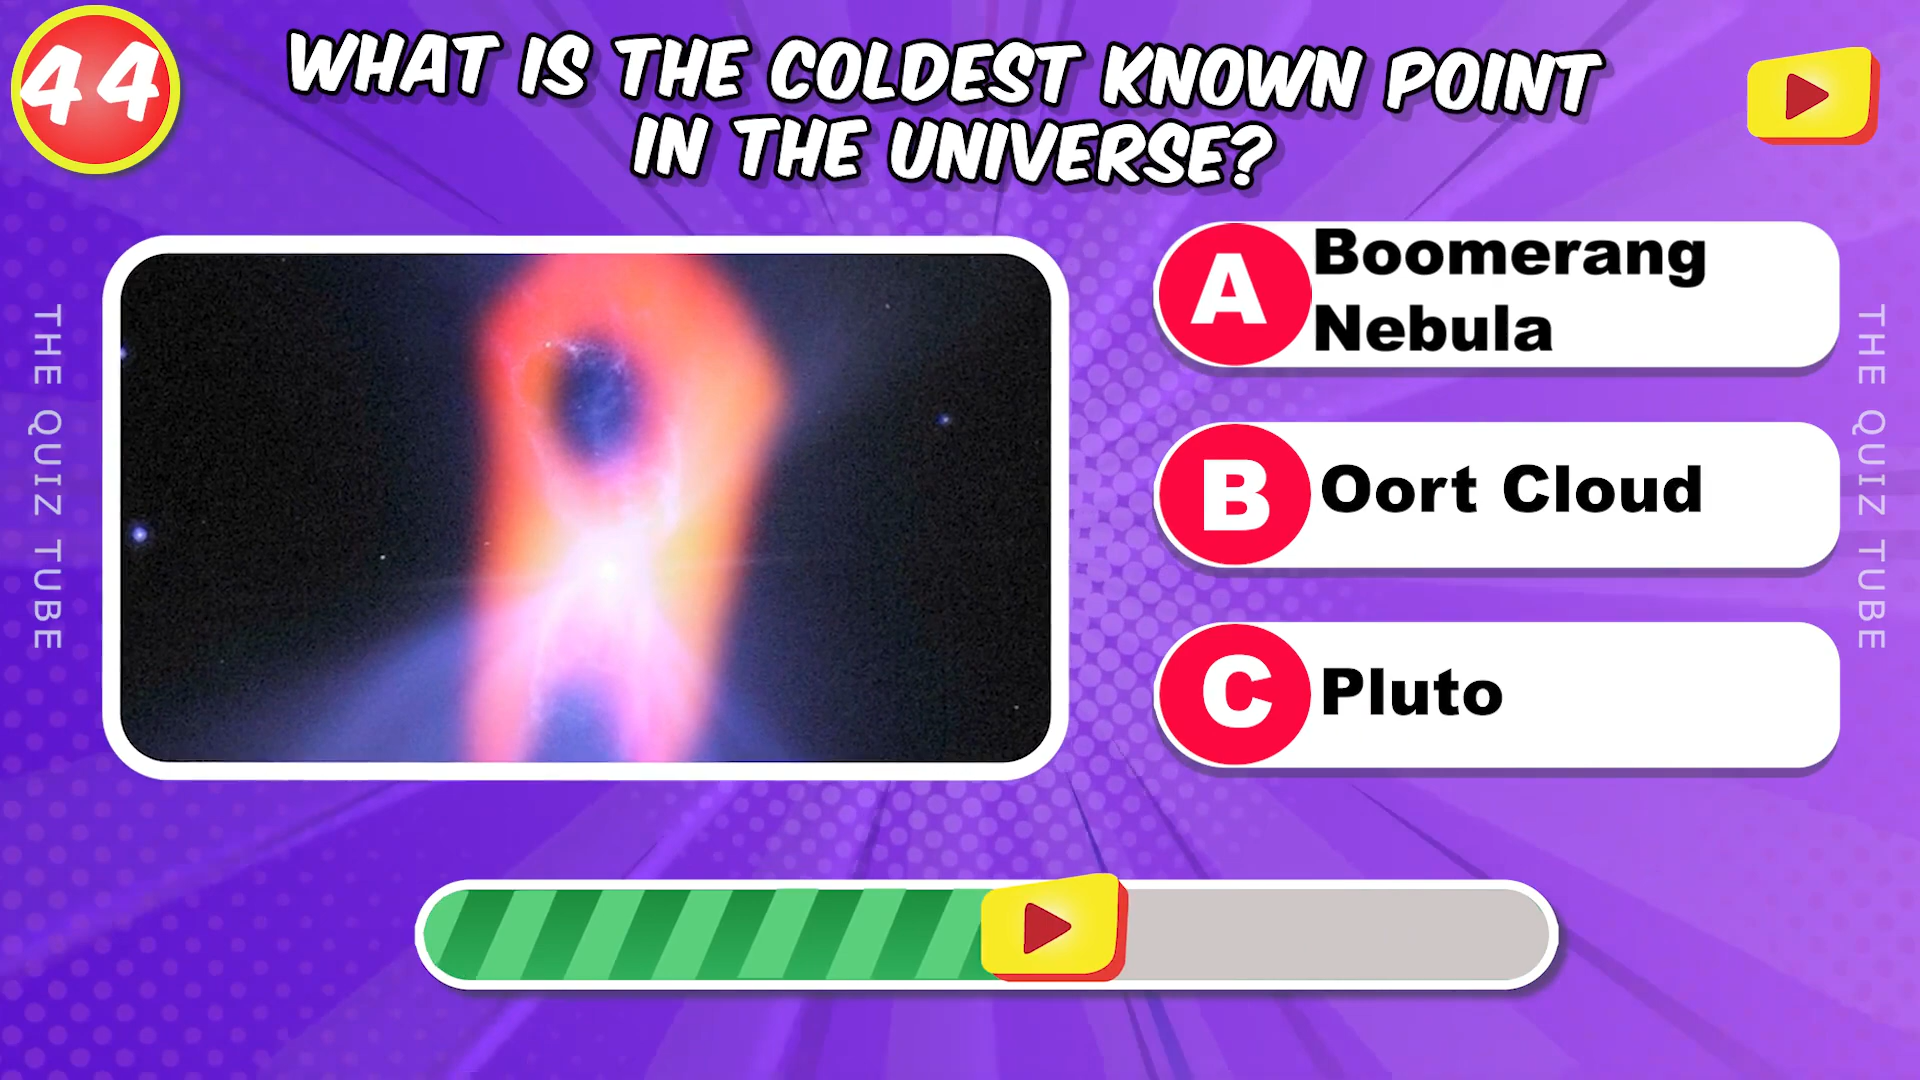 44
WHAT IS THE COLDEST KNOWN POINT
IN THE UNIVERSE?
THE QUIZ TUBE
A
Boomerang
Nebula
B
Oort Cloud
C
Pluto
THE QUIZ TUBE